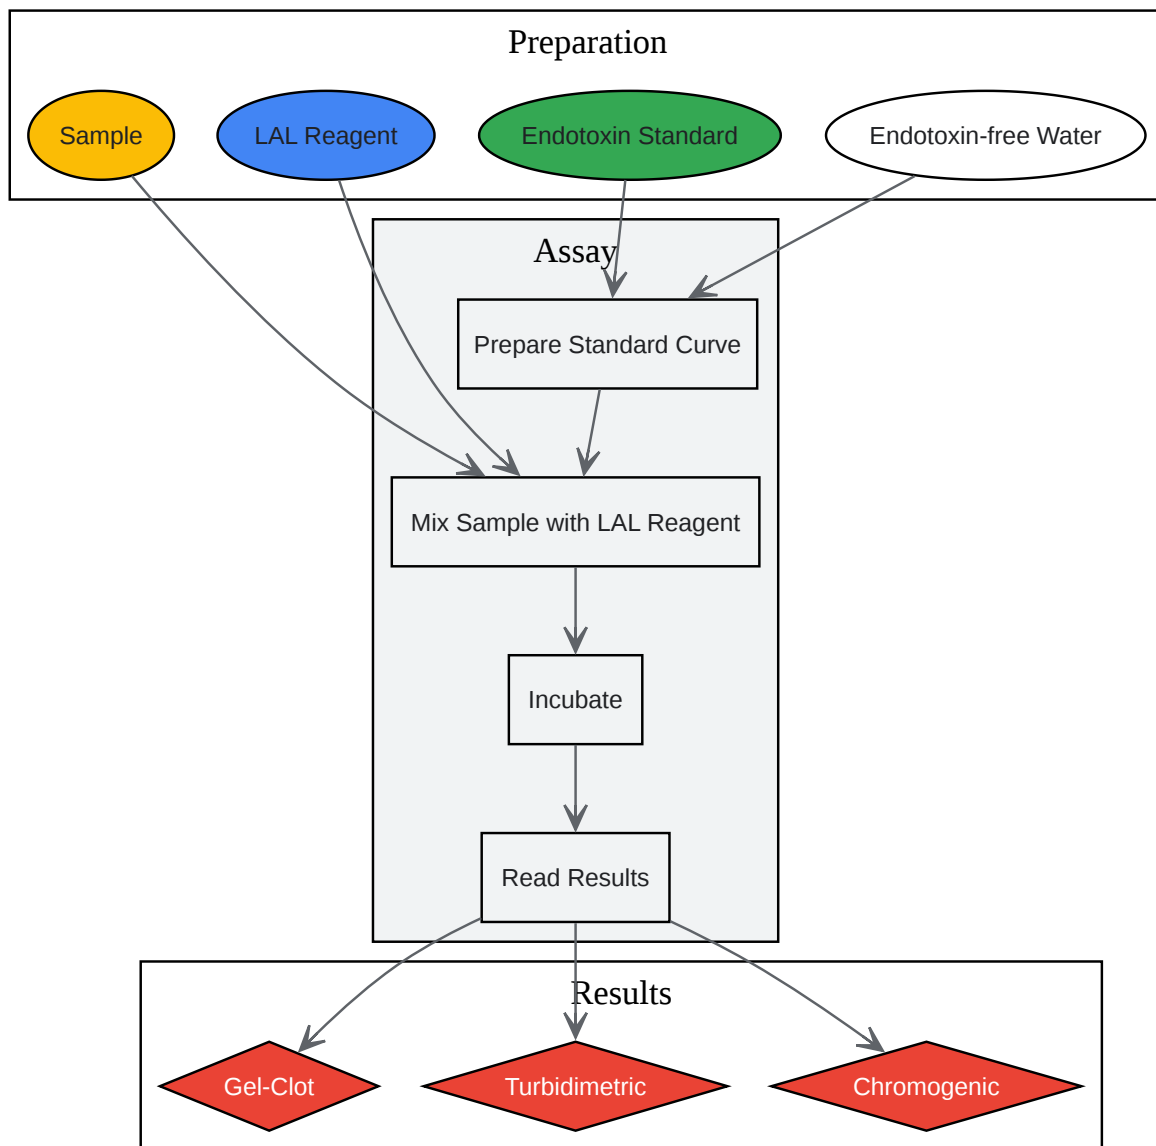 Preparation
Sample
LAL Reagent
Endotoxin Standard
Endotoxin-free Water
Assay
Prepare Standard Curve
Mix Sample with LAL Reagent
Incubate
Read Results
Results
Gel-Clot
Turbidimetric
Chromogenic